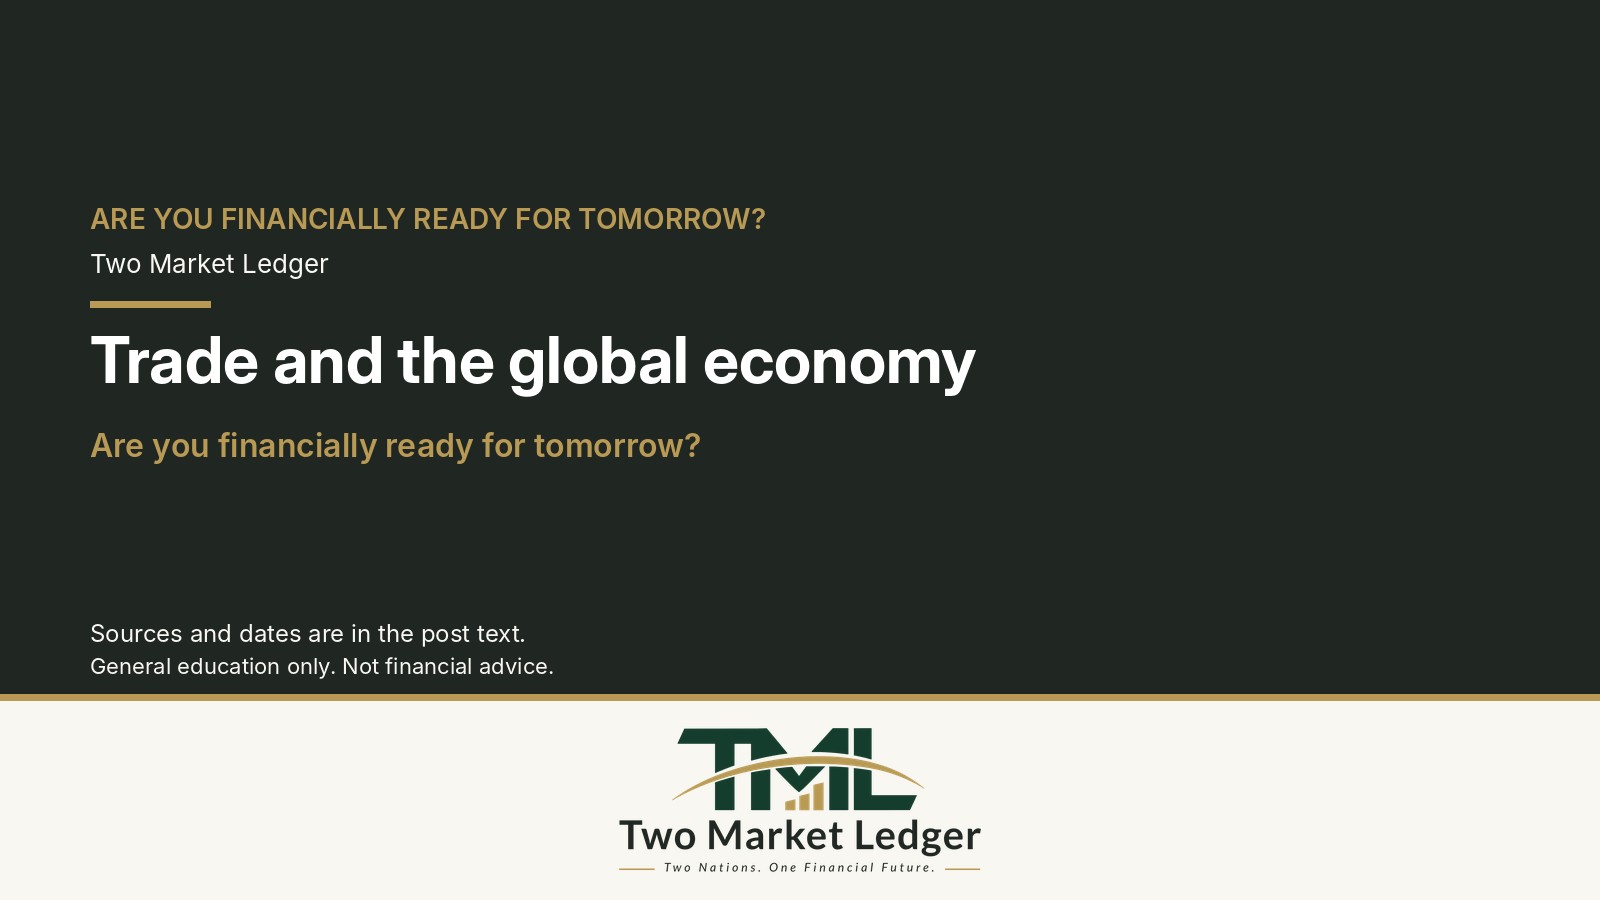 ARE YOU FINANCIALLY READY FOR TOMORROW?
Two Market Ledger
Trade and the global economy
Are you financially ready for tomorrow?
Sources and dates are in the post text.
General education only. Not financial advice.
TML
Two Market Ledger
Two Nations. One Financial Future.